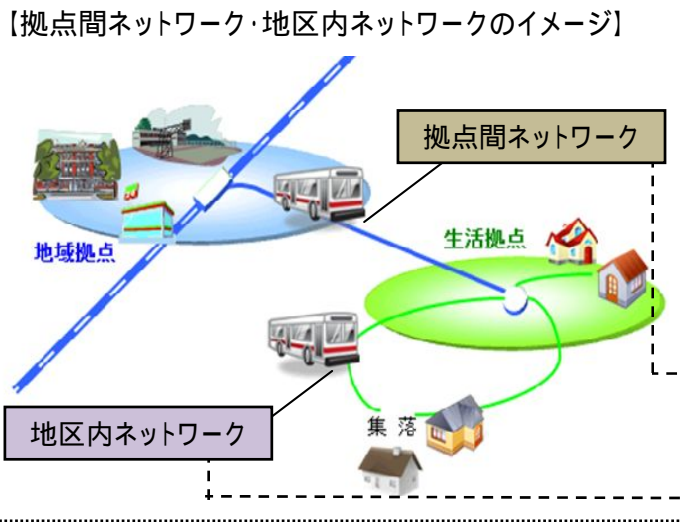 【拠点間ネットワーク・地区内ネットワークのイメージ】
拠点間ネットワーク
生活拠点
地域拠点
地区内ネットワーク
集落